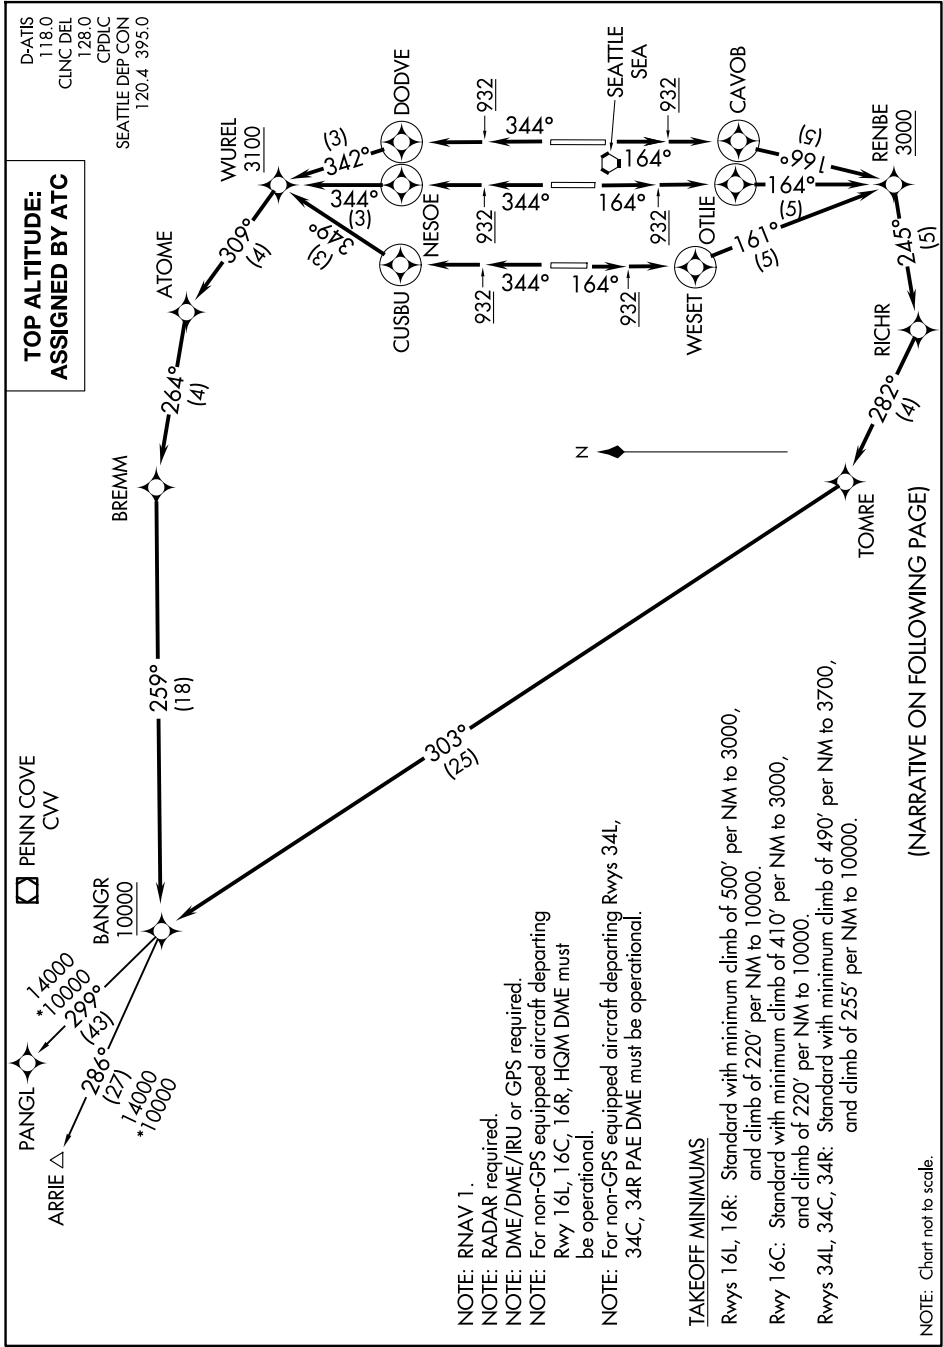 D-ATIS
118.0
CLNC DEL
128.0
CPDLC
SEATTLE DEP CON
120.4 395.0
TOP ALTITUDE:
ASSIGNED BY ATC
PENN COVE
CVV
PANGL
ARRIE
14000
*10000
299°
(43)
286°
(27)
14000
*10000
BANGR
10000
259°
(18)
BREMM
264°
(4)
ATOME
309°
(4)
WUREL
3100
342°
(3)
344°
(3)
349°
(3)
DODVE
NESOE
CUSBU
932
344°
932
344°
932
344°
SEATTLE
SEA
164°
932
164°
932
164°
932
CAVOB
OTLIE
WESET
166°
(5)
164°
(5)
161°
(5)
RENBE
3000
245°
(5)
RICHR
282°
(4)
TOMRE
303°
(25)
N
NOTE: RNAV 1.
NOTE: RADAR required.
NOTE: DME/DME/IRU or GPS required.
NOTE: For non-GPS equipped aircraft departing
Rwy 16L, 16C, 16R, HQM DME must
be operational.
NOTE: For non-GPS equipped aircraft departing Rwys 34L,
34C, 34R PAE DME must be operational.
TAKEOFF MINIMUMS
Rwys 16L, 16R: Standard with minimum climb of 500' per NM to 3000,
and climb of 220' per NM to 10000.
Rwy 16C: Standard with minimum climb of 410' per NM to 3000,
and climb of 220' per NM to 10000.
Rwys 34L, 34C, 34R: Standard with minimum climb of 490' per NM to 3700,
and climb of 255' per NM to 10000.
(NARRATIVE ON FOLLOWING PAGE)
NOTE: Chart not to scale.